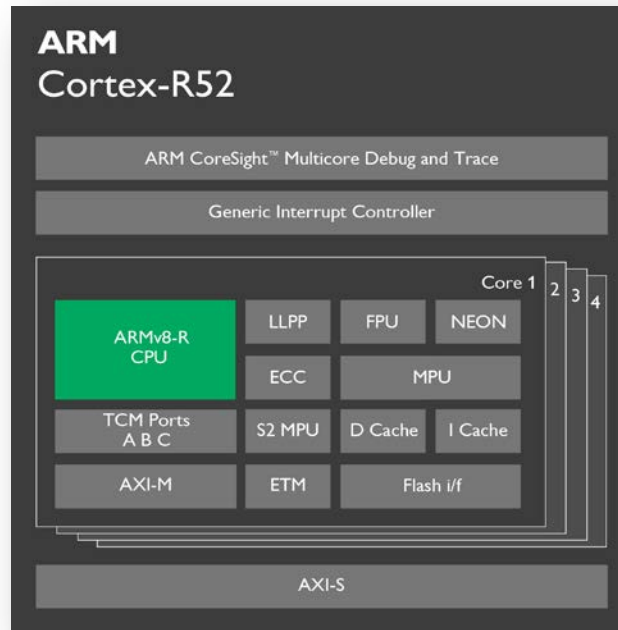 ARM
Cortex-R52
ARM CoreSight™ Multicore Debug and Trace
Generic Interrupt Controller
Core 1
2
3
4
ARMv8-R
CPU
LLPP
FPU
NEON
ECC
MPU
TCM Ports
A B C
S2 MPU
D Cache
I Cache
AXI-M
ETM
Flash i/f
AXI-S